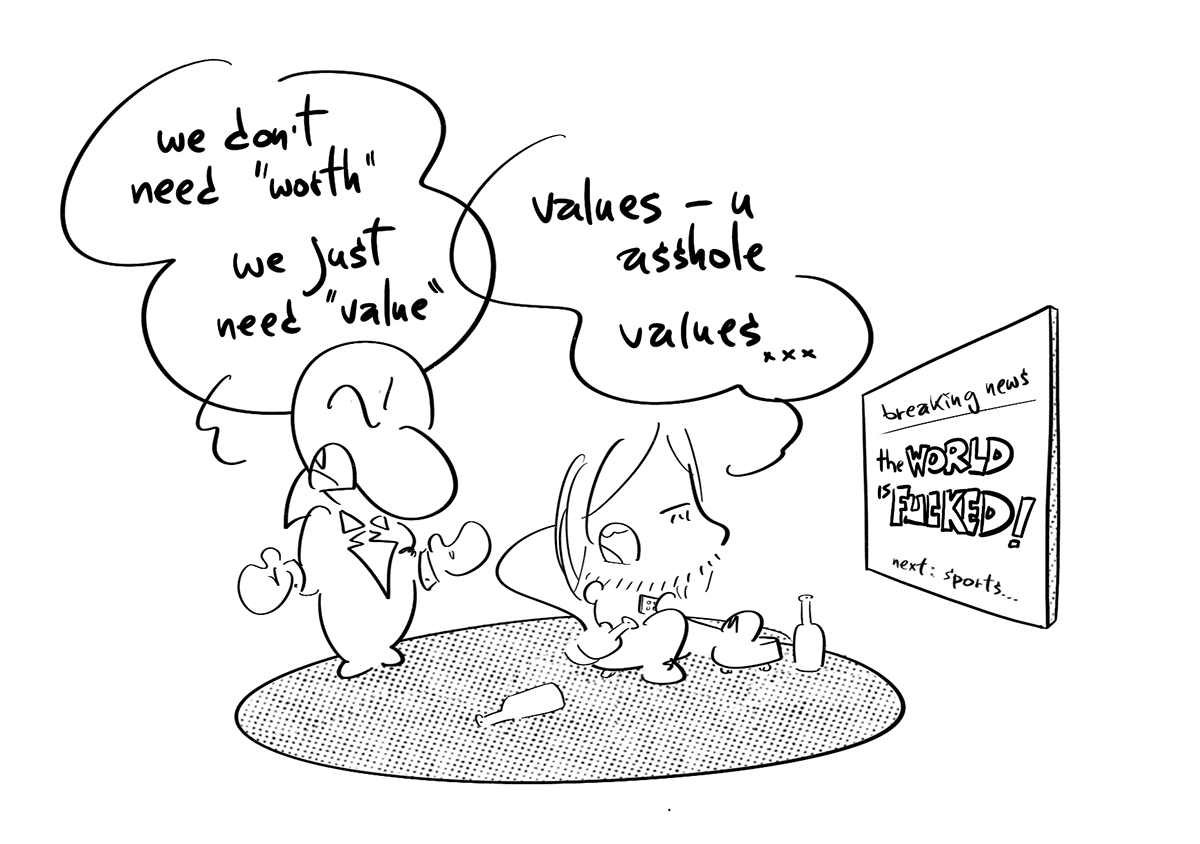 we don't
need "worth"
we just
need "value"
values – u
asshole
values...
breaking news
the WORLD
is FUCKED!
next: sports...